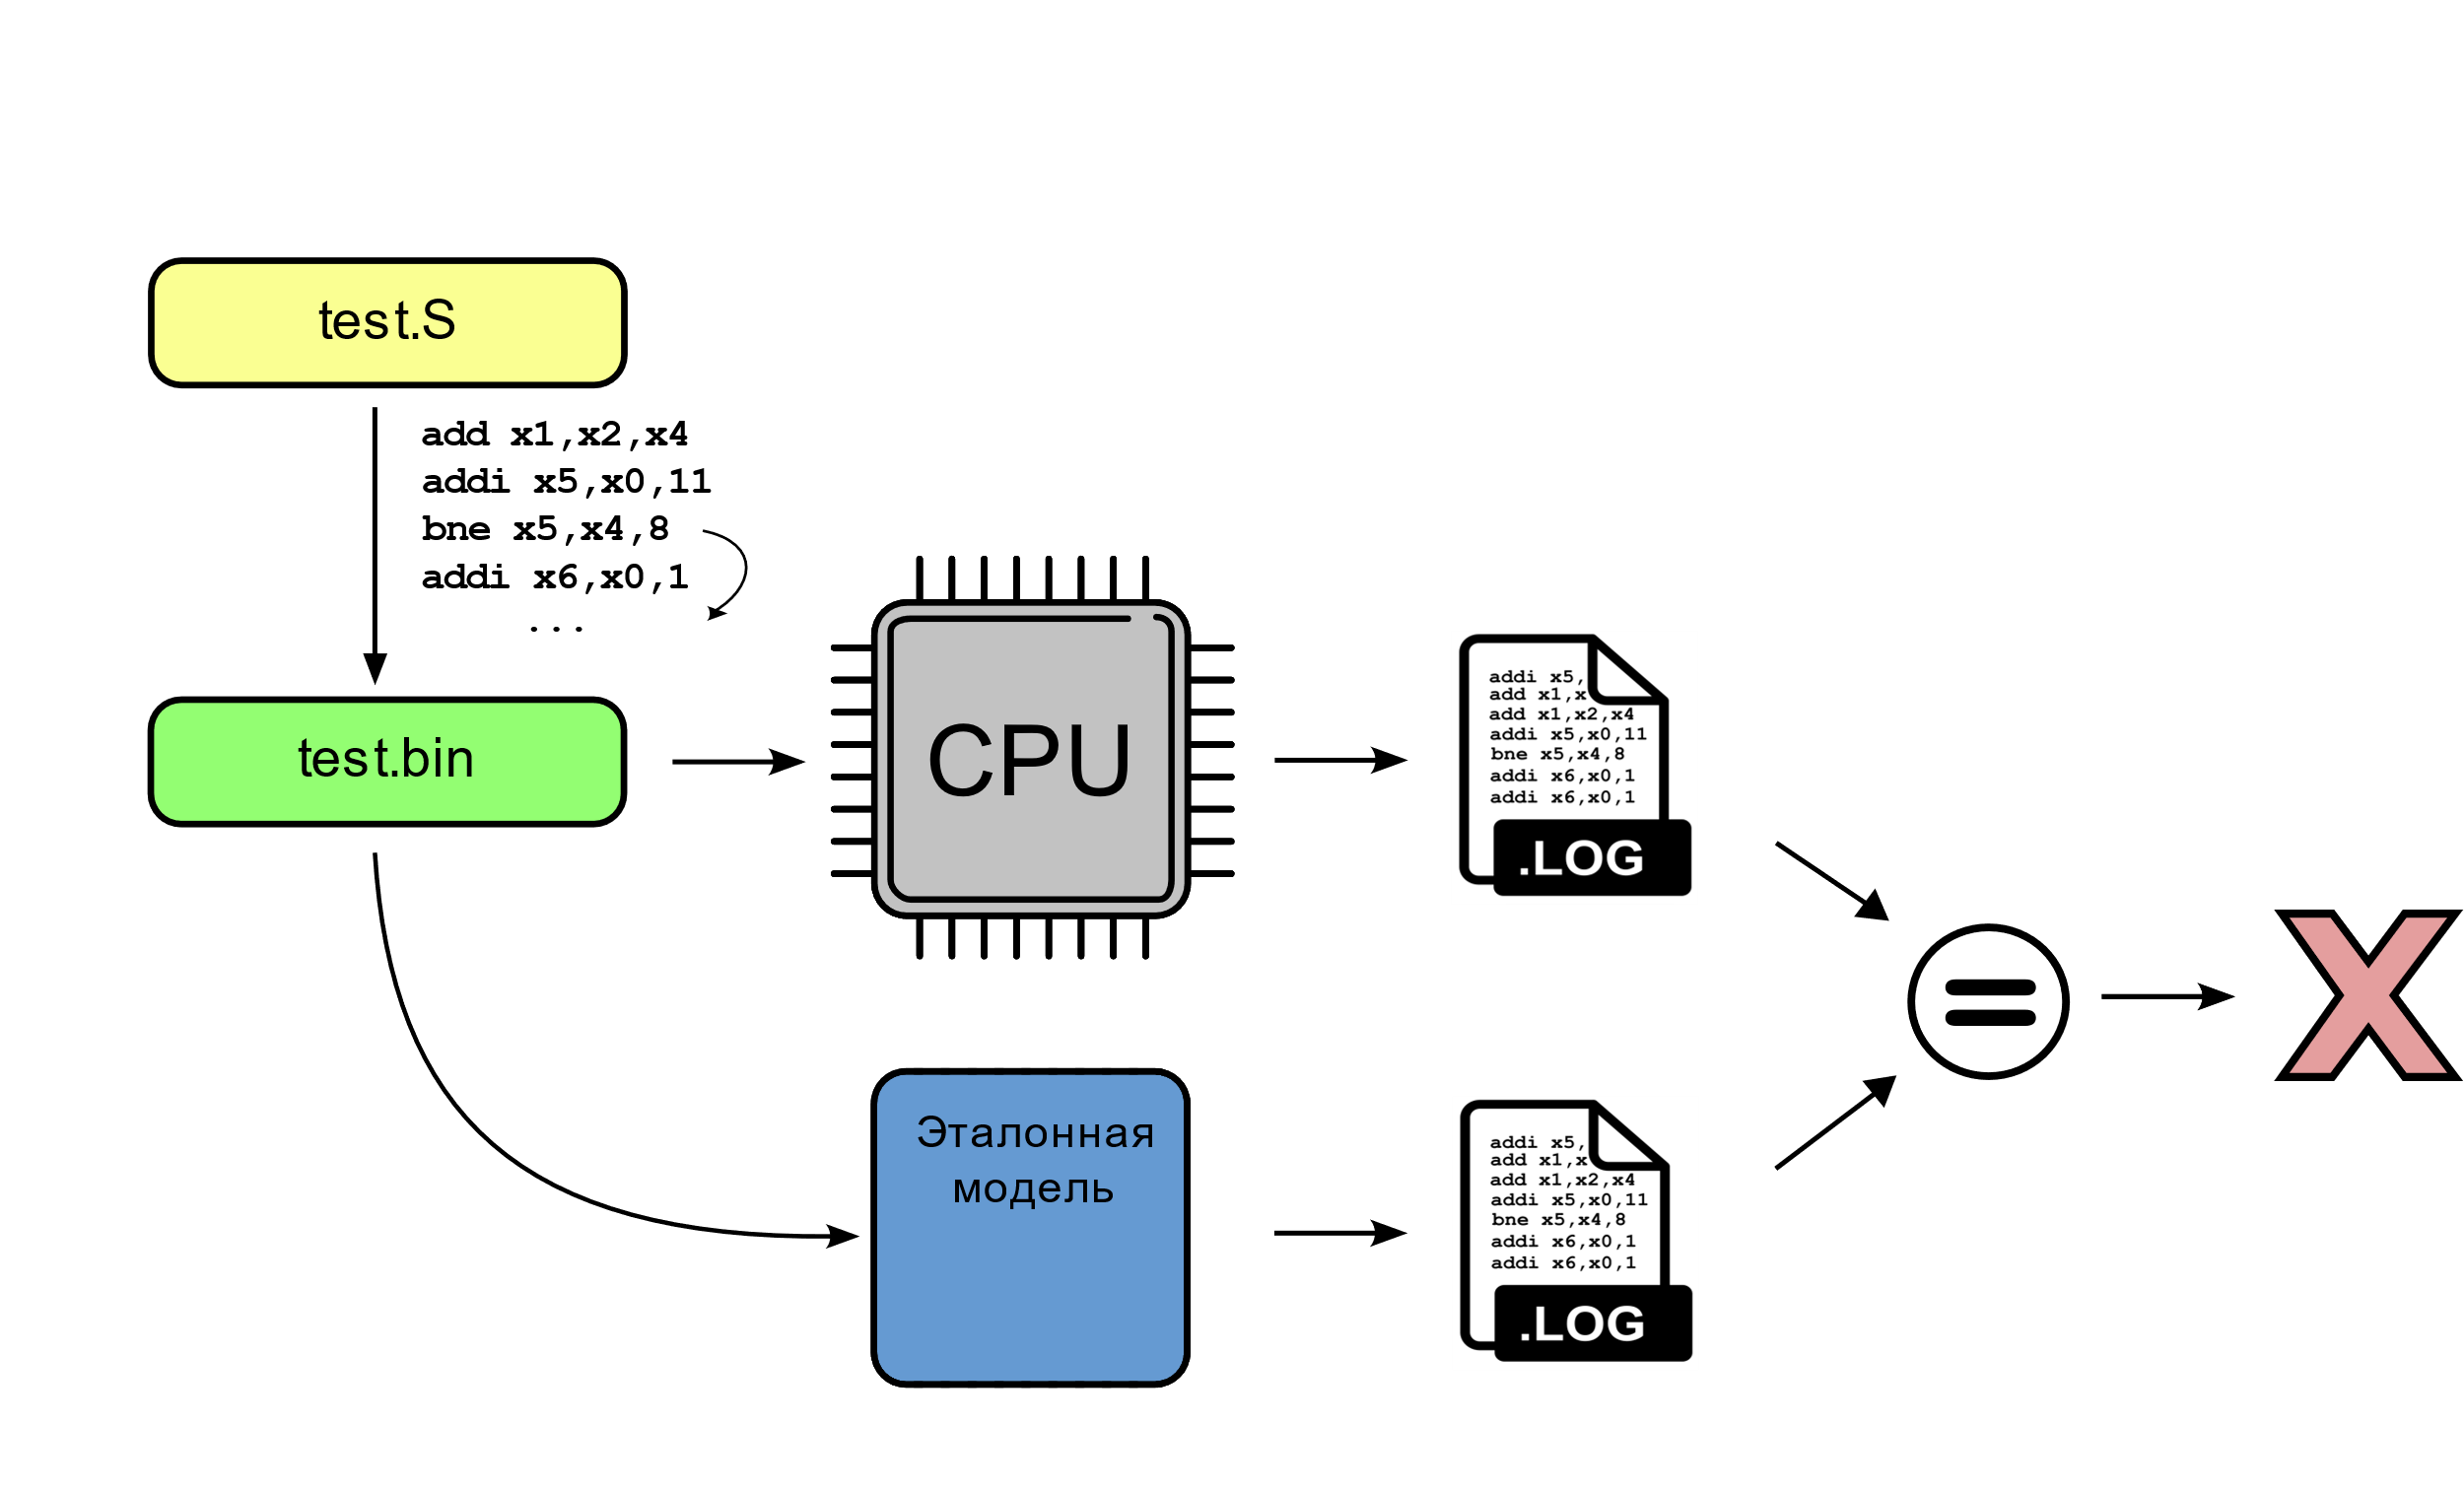 test.S
add x1,x2,x4
addi x5,x0,11
bne x5,x4,8
addi x6,x0,1
...
test.bin
CPU
addi x5,
add x1,x
add x1,x2,x4
addi x5,x0,11
bne x5,x4,8
addi x6,x0,1
addi x6,x0,1
.LOG
Эталонная
модель
addi x5,
add x1,x
add x1,x2,x4
addi x5,x0,11
bne x5,x4,8
addi x6,x0,1
addi x6,x0,1
.LOG